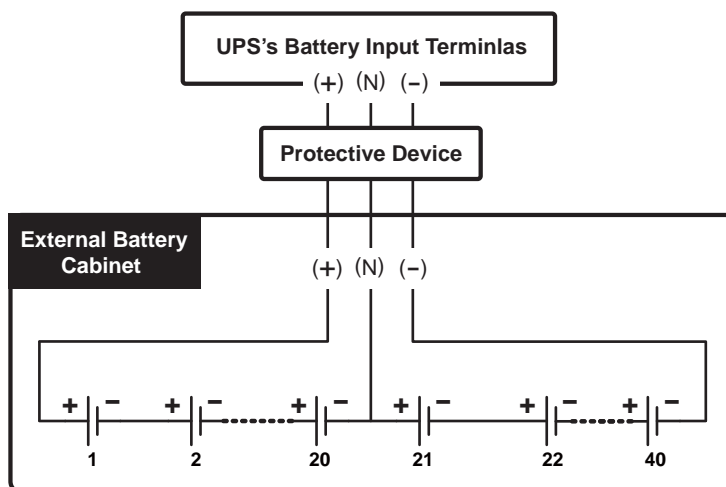 UPS's Battery Input Terminlas
(+) (N) (−)
Protective Device
External Battery
Cabinet
(+) (N) (−)
+ − + − + − + − + − + −
1 2 20 21 22 40